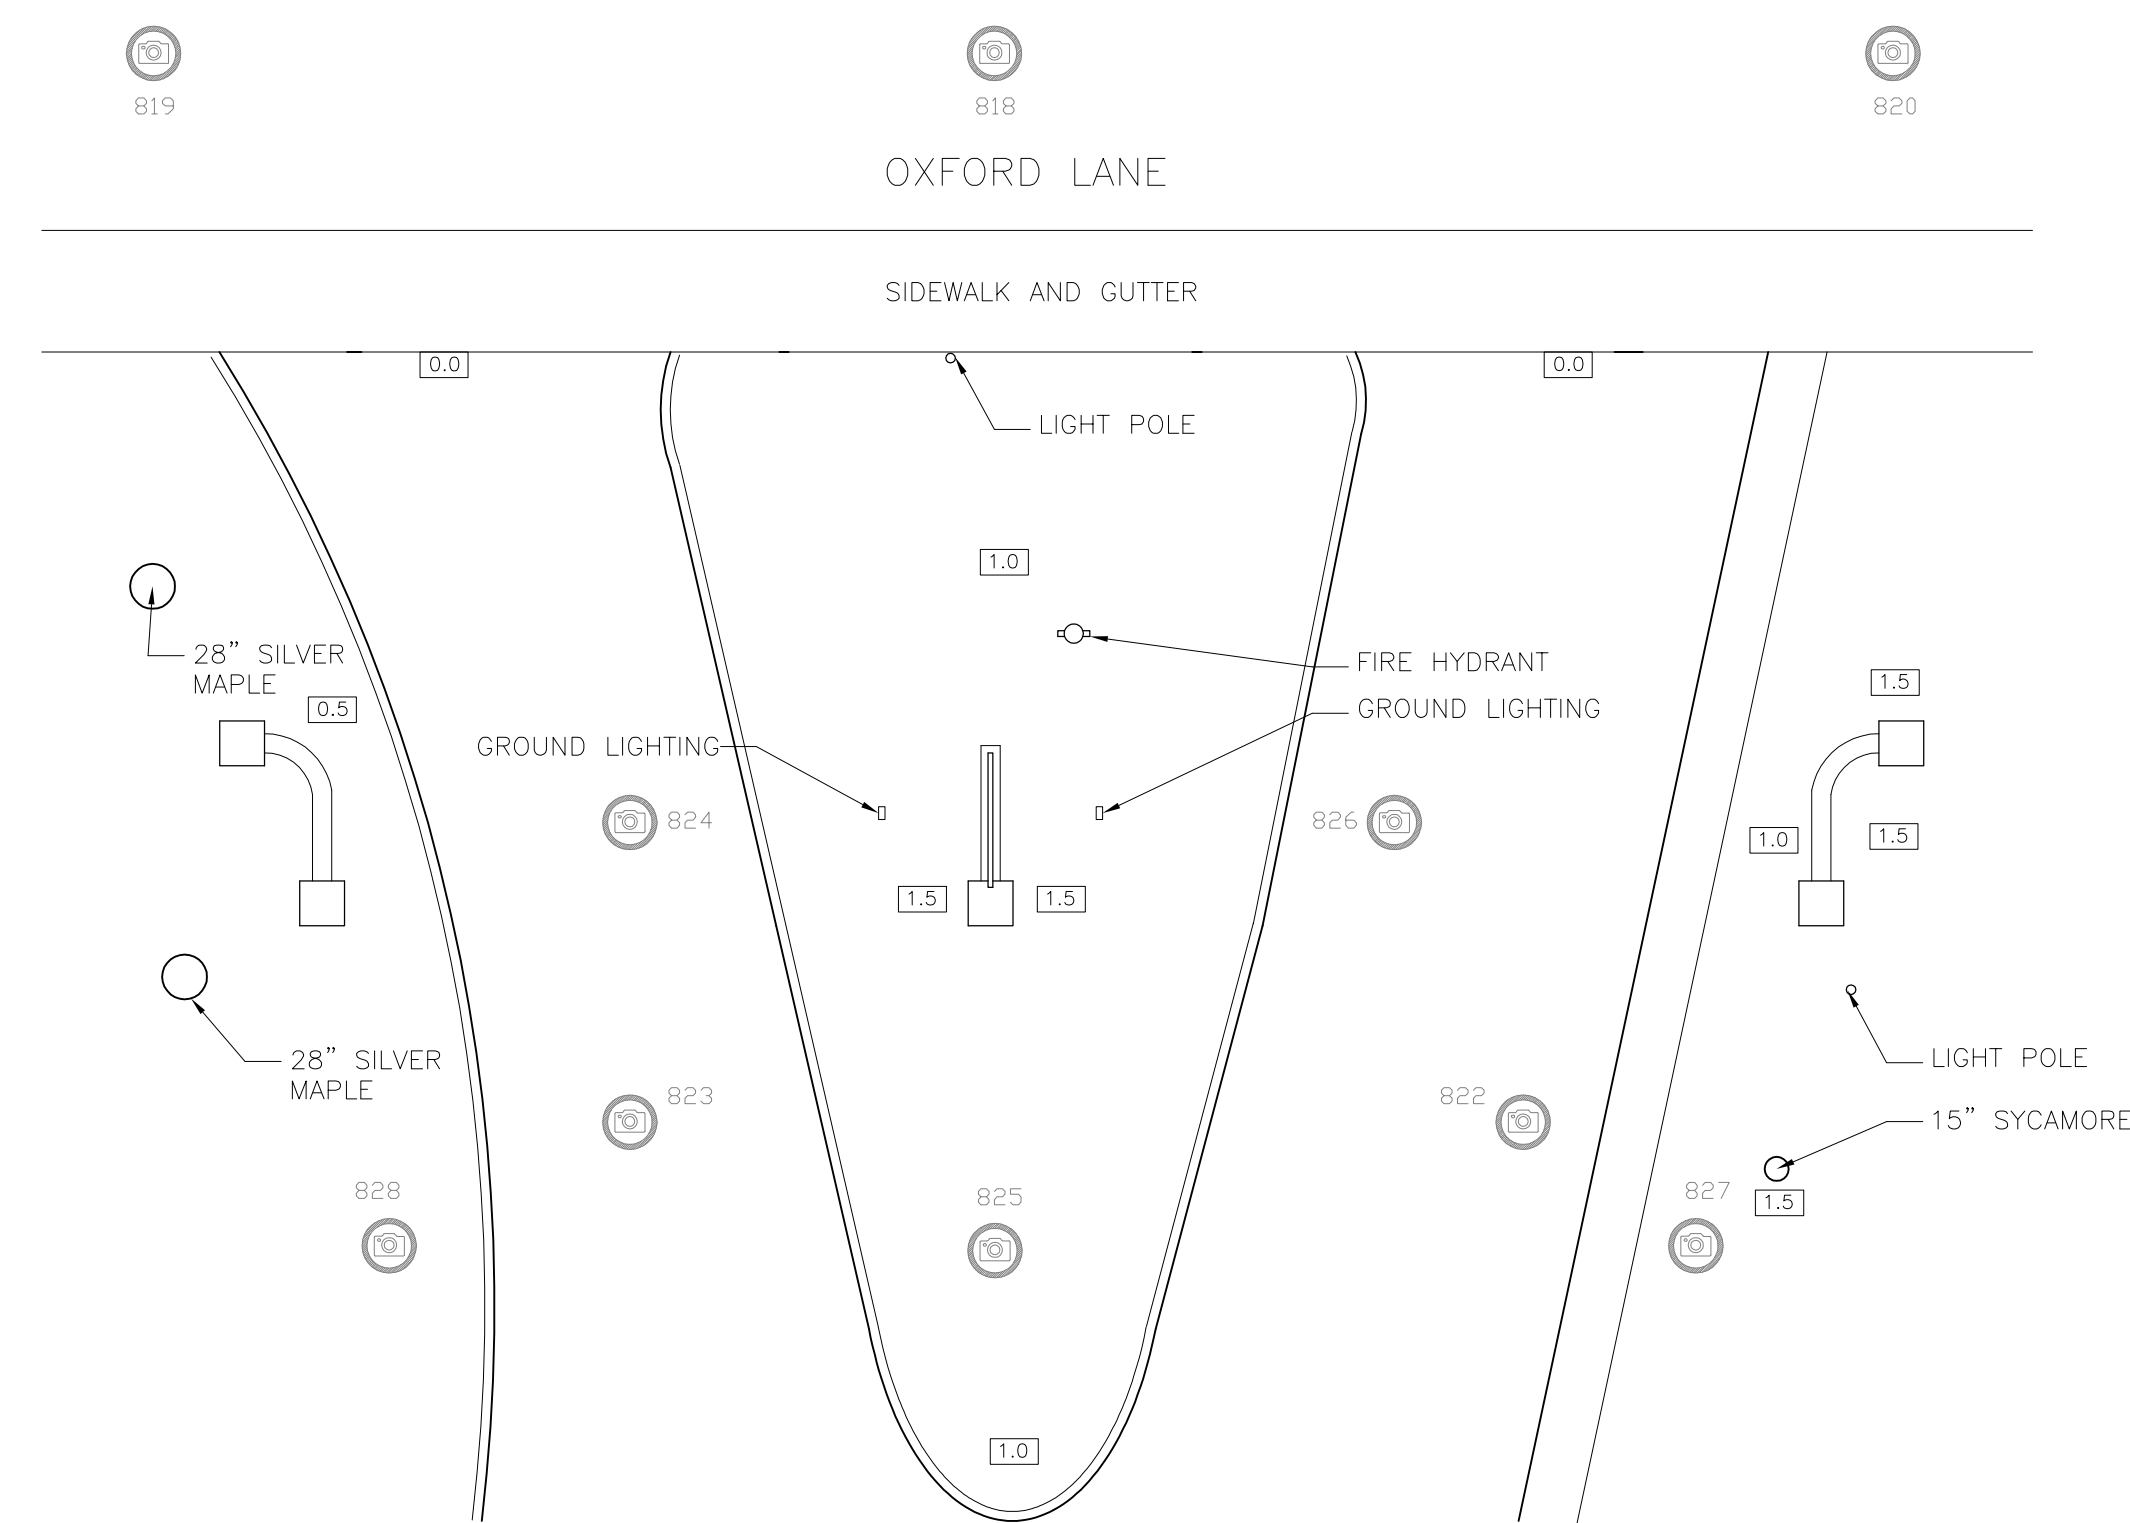 819
818
820
OXFORD LANE
SIDEWALK AND GUTTER
0.0
0.0
LIGHT POLE
1.0
28” SILVER
MAPLE
FIRE HYDRANT
1.5
0.5
GROUND LIGHTING
GROUND LIGHTING
824
826
1.0
1.5
1.5
1.5
28” SILVER
MAPLE
LIGHT POLE
823
822
15” SYCAMORE
828
825
827
1.5
1.0